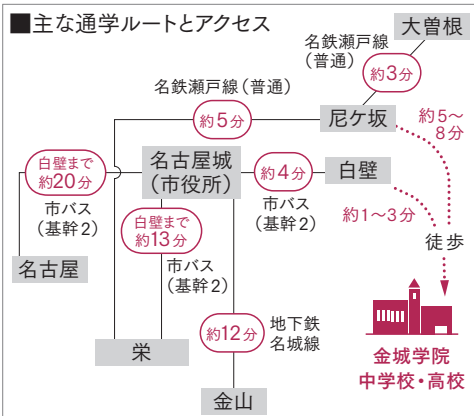 ■主な通学ルートとアクセス
大曽根
名鉄瀬戸線
(普通)
約3分
名鉄瀬戸線(普通)
約5分
尼ケ坂
約5～
8分
白壁まで
約20分
名古屋城
(市役所)
約4分
白壁
市バス
(基幹2)
市バス
(基幹2)
約1～3分
白壁まで
約13分
徒歩
名古屋
市バス
(基幹2)
約12分
地下鉄
名城線
栄
金山
金城学院
中学校・高校